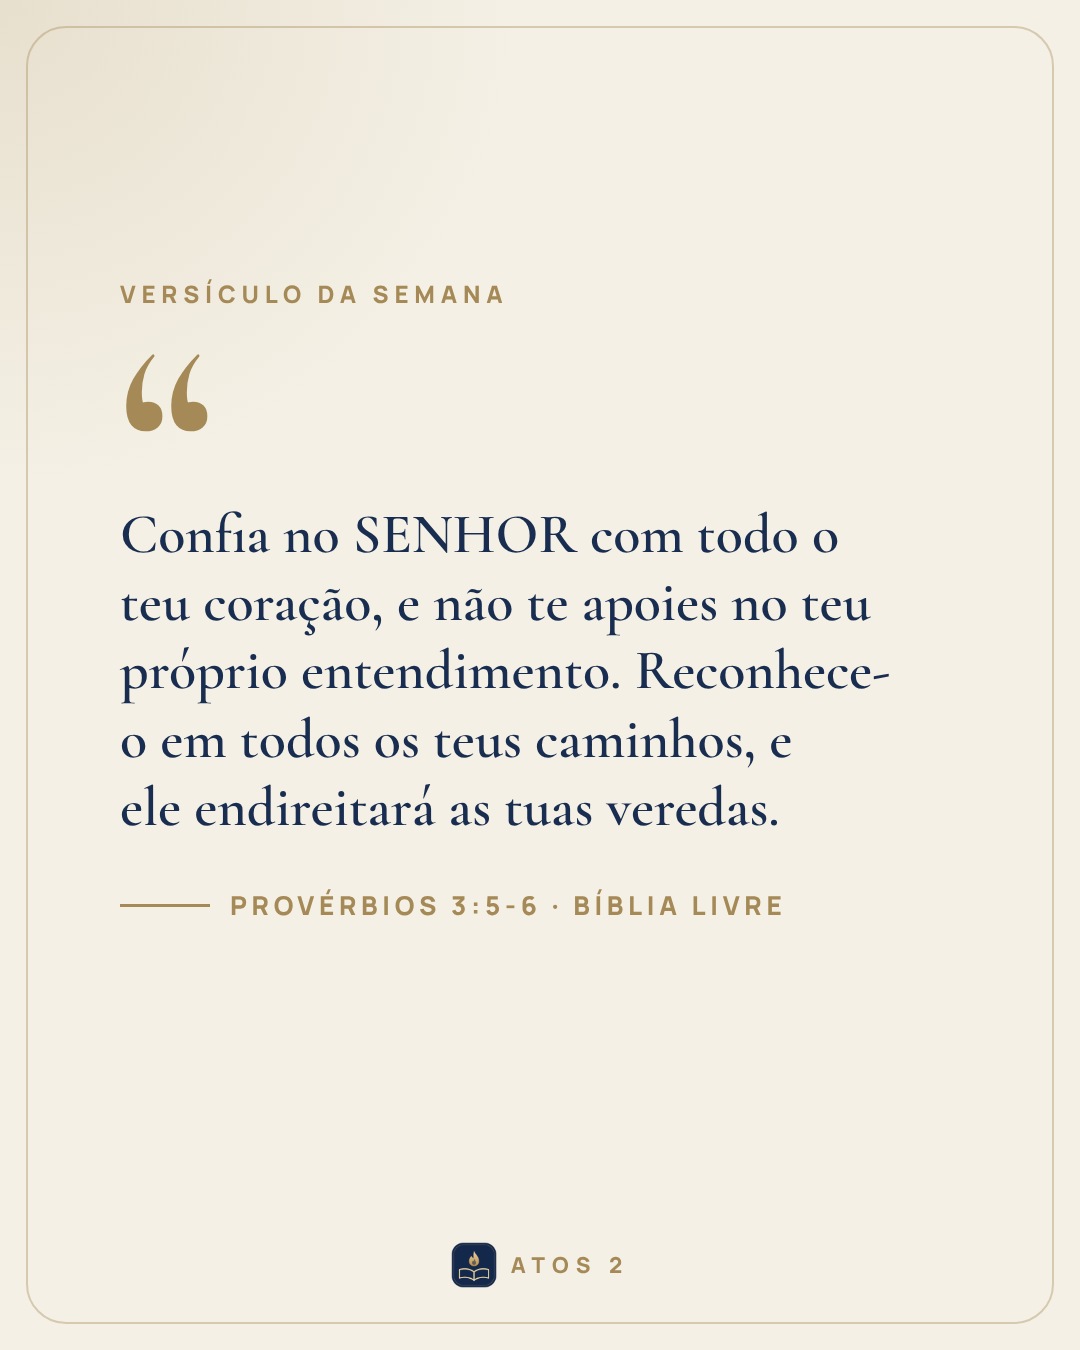 VERSÍCULO DA SEMANA
“
Confia no SENHOR com todo o
teu coração, e não te apoies no teu
próprio entendimento. Reconhece-
o em todos os teus caminhos, e
ele endireitará as tuas veredas.
PROVÉRBIOS 3:5-6 · BÍBLIA LIVRE
ATOS 2